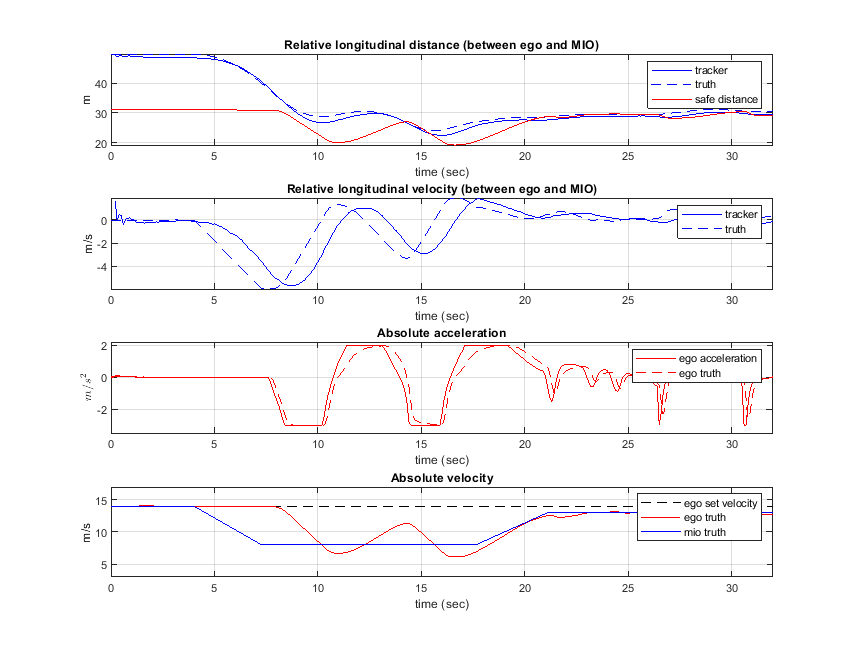 Relative longitudinal distance (between ego and MIO)
m
40
30
20
tracker
truth
safe distance
0 5 10 15 20 25 30
time (sec)
Relative longitudinal velocity (between ego and MIO)
m/s
0
-2
-4
tracker
truth
0 5 10 15 20 25 30
time (sec)
Absolute acceleration
m/s²
2
0
-2
ego acceleration
ego truth
0 5 10 15 20 25 30
time (sec)
Absolute velocity
m/s
15
10
5
ego set velocity
ego truth
mio truth
0 5 10 15 20 25 30
time (sec)